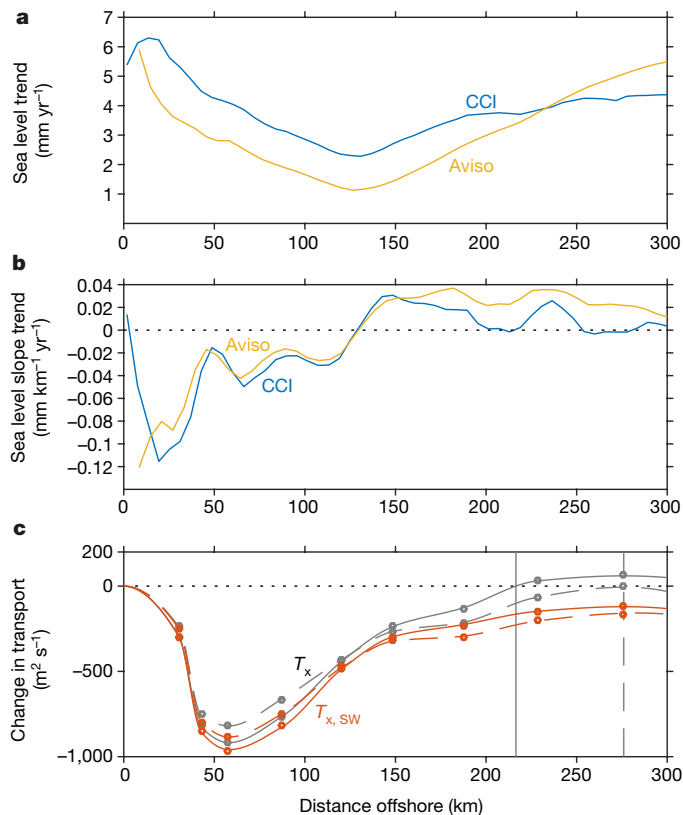 a
7
6
5
4
3
2
1
Sea level trend
(mm yr⁻¹)
CCI
Aviso
0 50 100 150 200 250 300
b
0.04
0.02
0
−0.02
−0.04
−0.06
−0.08
−0.1
−0.12
Sea level slope trend
(mm km⁻¹ yr⁻¹)
Aviso
CCI
0 50 100 150 200 250 300
c
200
0
−500
−1,000
Change in transport
(m² s⁻¹)
Tx
Tx, SW
0 50 100 150 200 250 300
Distance offshore (km)